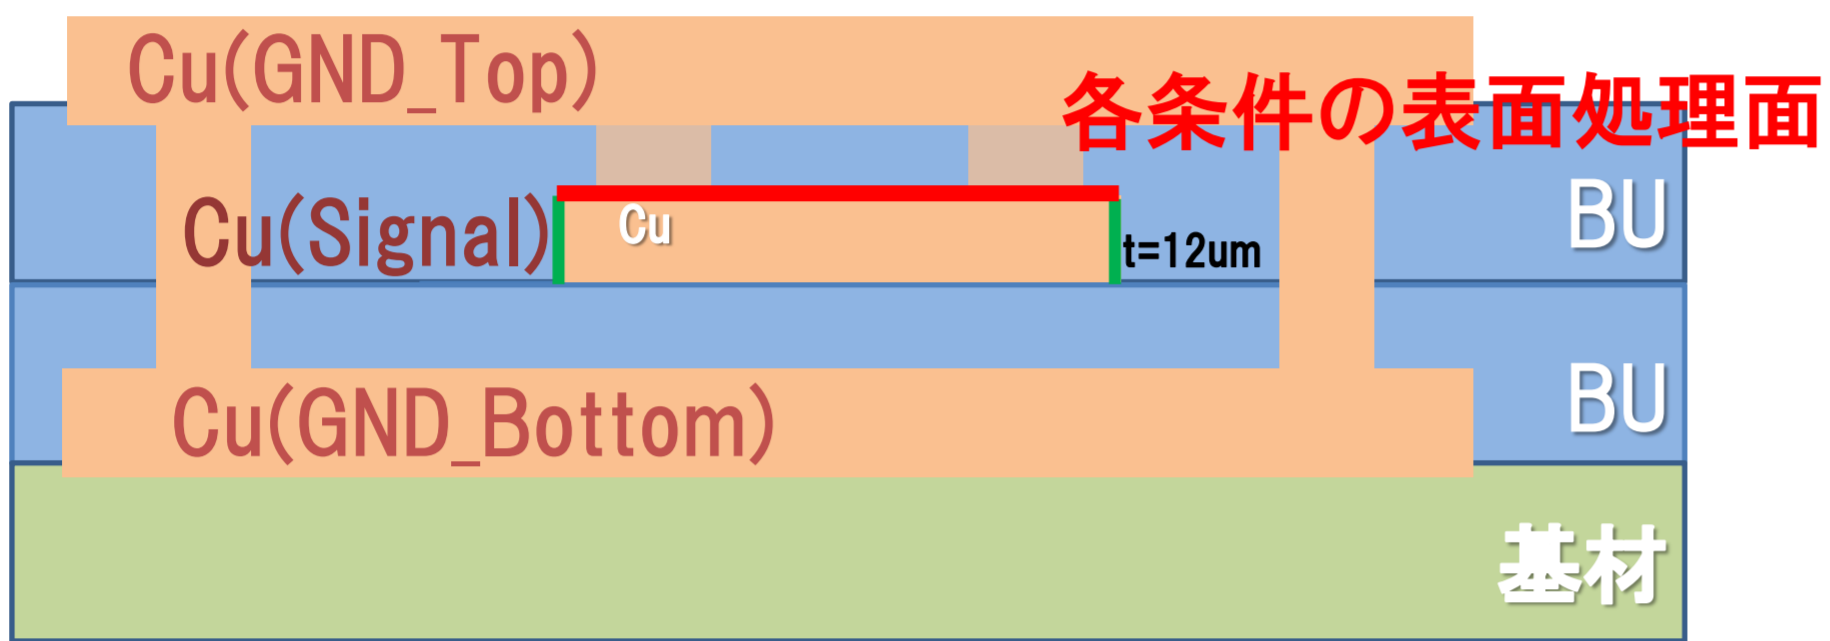 Cu(GND_Top)
各条件の表面処理面
Cu(Signal)
Cu
t=12um
BU
Cu(GND_Bottom)
BU
基材